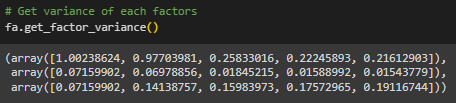 # Get variance of each factors
fa.get_factor_variance()
(array([1.00238624, 0.97703981, 0.25833016, 0.22245893, 0.21612903]),
array([0.07159902, 0.06978856, 0.01845215, 0.01588992, 0.01543779]),
array([0.07159902, 0.14138757, 0.15983973, 0.17572965, 0.19116744]))